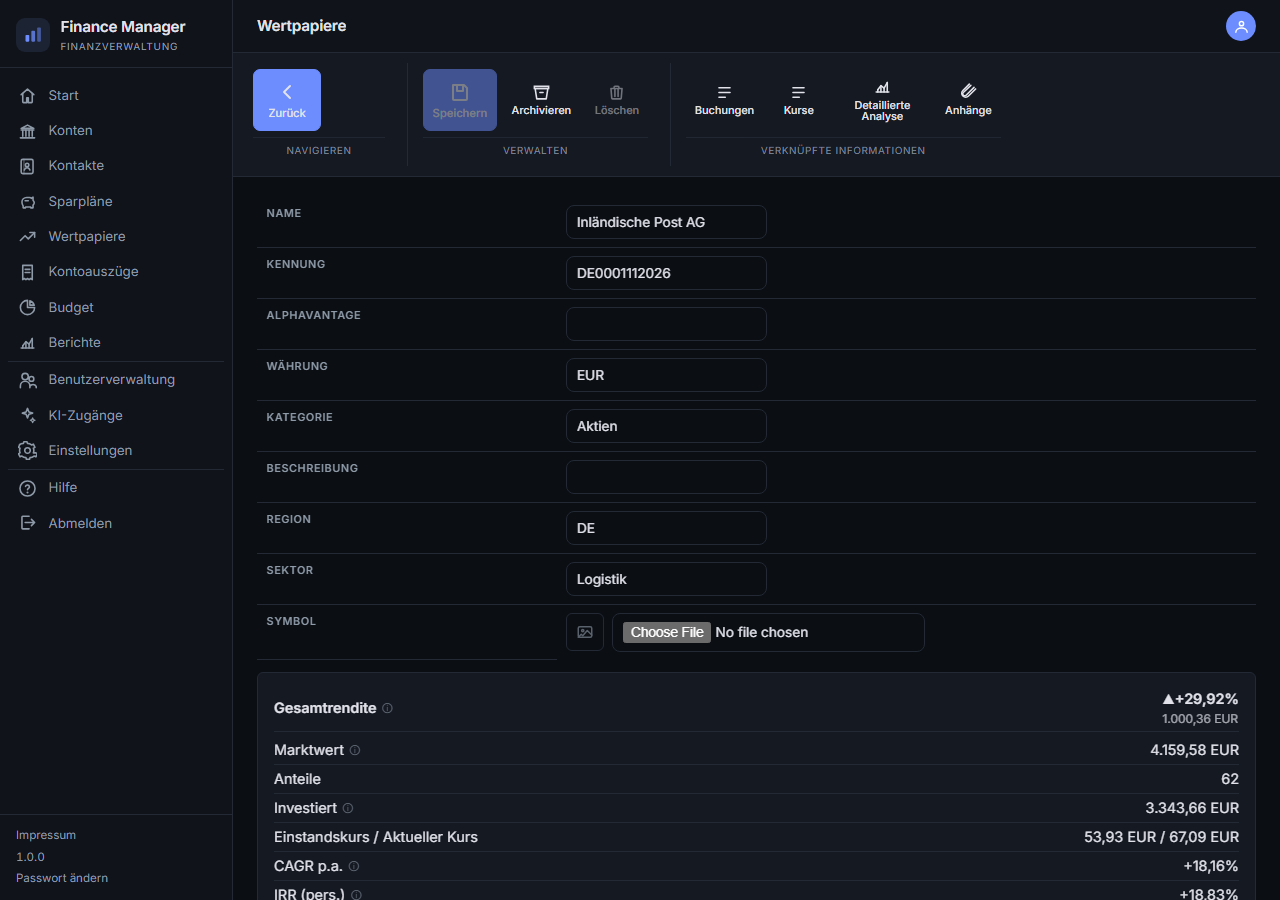 Finance Manager
FINANZVERWALTUNG
Start
Konten
Kontakte
Sparpläne
Wertpapiere
Kontoauszüge
Budget
Berichte
Benutzerverwaltung
KI-Zugänge
Einstellungen
Hilfe
Abmelden
Impressum
1.0.0
Passwort ändern
Wertpapiere
Zurück
NAVIGIEREN
Speichern
Archivieren
Löschen
VERWALTEN
Buchungen
Kurse
Detaillierte
Analyse
Anhänge
VERKNÜPFTE INFORMATIONEN
NAME
Inländische Post AG
KENNUNG
DE0001112026
ALPHAVANTAGE
WÄHRUNG
EUR
KATEGORIE
Aktien
BESCHREIBUNG
REGION
DE
SEKTOR
Logistik
SYMBOL
Choose File No file chosen
Gesamtrendite
▲+29,92%
1.000,36 EUR
Marktwert 4.159,58 EUR
Anteile 62
Investiert 3.343,66 EUR
Einstandskurs / Aktueller Kurs 53,93 EUR / 67,09 EUR
CAGR p.a. +18,16%
IRR (pers.) +18,83%